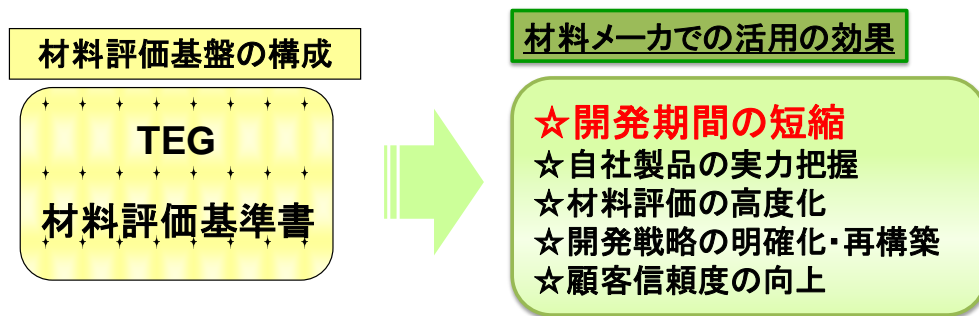 材料評価基盤の構成
TEG
材料評価基準書
材料メーカでの活用の効果
☆開発期間の短縮
☆自社製品の実力把握
☆材料評価の高度化
☆開発戦略の明確化・再構築
☆顧客信頼度の向上